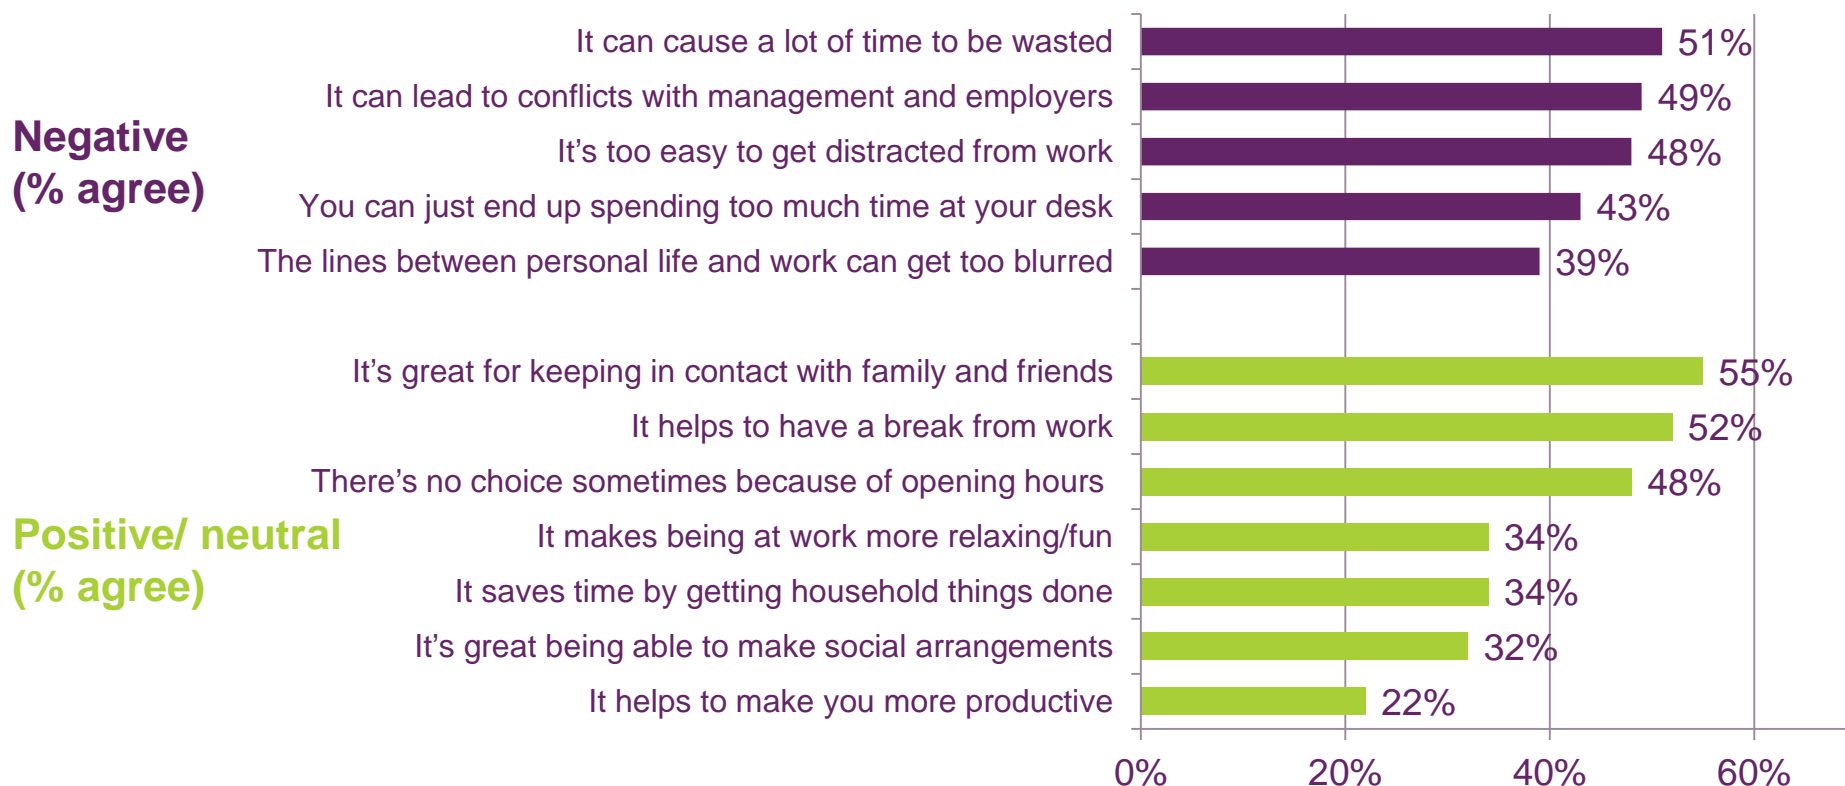 Negative
(% agree)
It can cause a lot of time to be wasted 51%
It can lead to conflicts with management and employers 49%
It’s too easy to get distracted from work 48%
You can just end up spending too much time at your desk 43%
The lines between personal life and work can get too blurred 39%
Positive/ neutral
(% agree)
It’s great for keeping in contact with family and friends 55%
It helps to have a break from work 52%
There’s no choice sometimes because of opening hours 48%
It makes being at work more relaxing/fun 34%
It saves time by getting household things done 34%
It’s great being able to make social arrangements 32%
It helps to make you more productive 22%
0% 20% 40% 60%